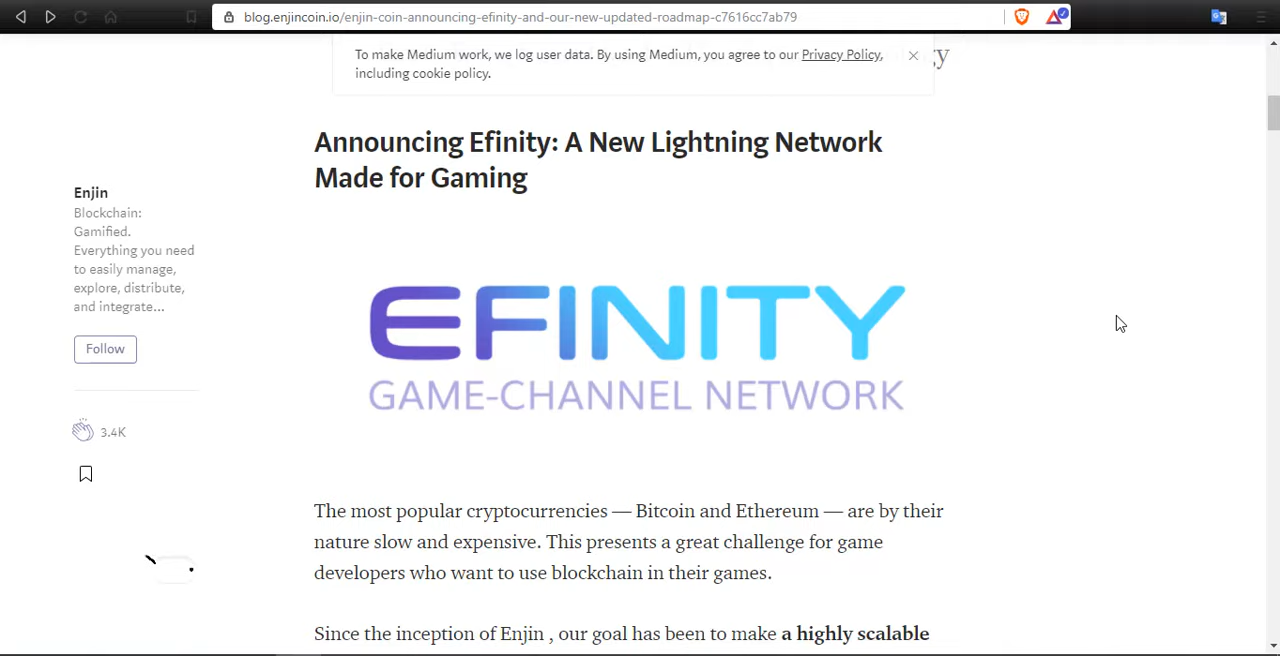 blog.enjincoin.io/enjin-coin-announcing-efinity-and-our-new-updated-roadmap-c7616cc7ab79
To make Medium work, we log user data. By using Medium, you agree to our Privacy Policy,
including cookie policy.
Announcing Efinity: A New Lightning Network
Made for Gaming
Enjin
Blockchain:
Gamified.
Everything you need
to easily manage,
explore, distribute,
and integrate...
Follow
3.4K
EFINITY
GAME-CHANNEL NETWORK
The most popular cryptocurrencies — Bitcoin and Ethereum — are by their
nature slow and expensive. This presents a great challenge for game
developers who want to use blockchain in their games.
Since the inception of Enjin , our goal has been to make a highly scalable